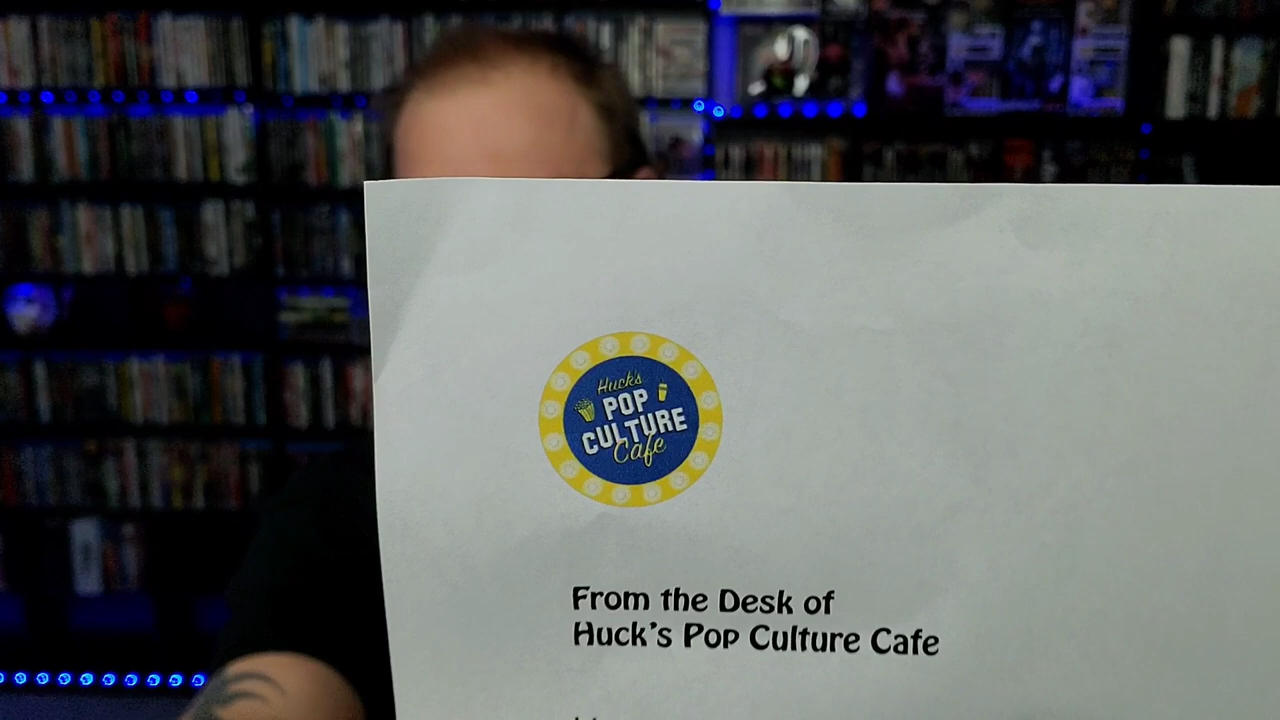 Huck's
POP
CULTURE
Cafe
From the Desk of
Huck's Pop Culture Cafe